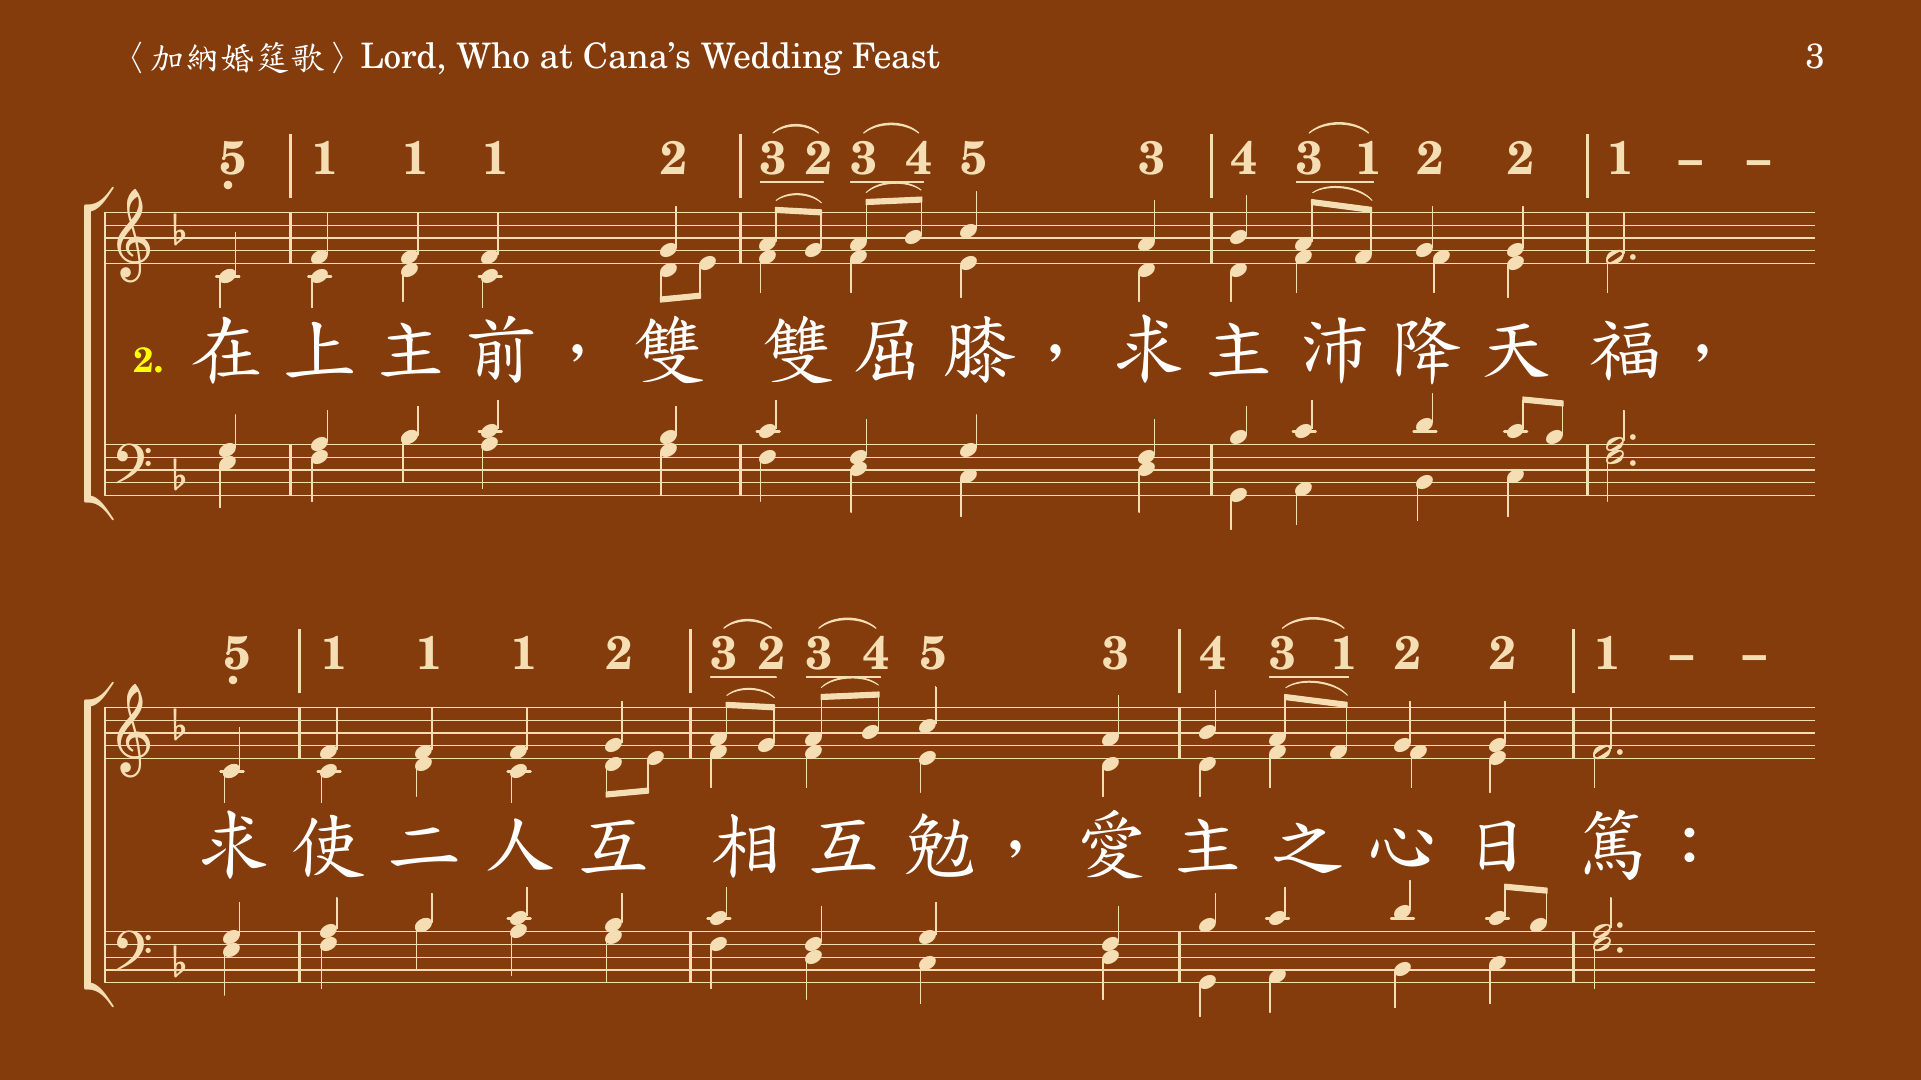 〈加納婚筵歌〉Lord, Who at Cana’s Wedding Feast 3
5 | 1 1 1 2 | 3 2 3 4 5 3 | 4 3 1 2 2 | 1 – –
2. 在上主前，雙雙屈膝，求主沛降天福，
5 | 1 1 1 2 | 3 2 3 4 5 3 | 4 3 1 2 2 | 1 – –
求使二人互相互勉，愛主之心日篤：